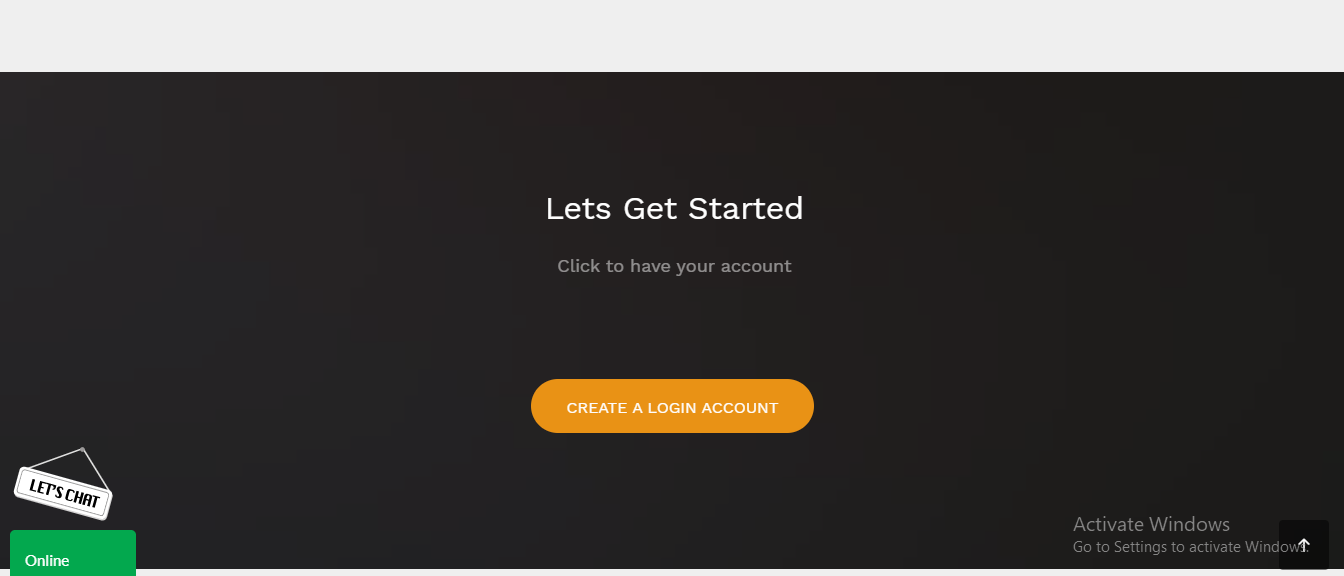 Lets Get Started
Click to have your account
CREATE A LOGIN ACCOUNT
LET'S CHAT
Online
Activate Windows
Go to Settings to activate Windows.